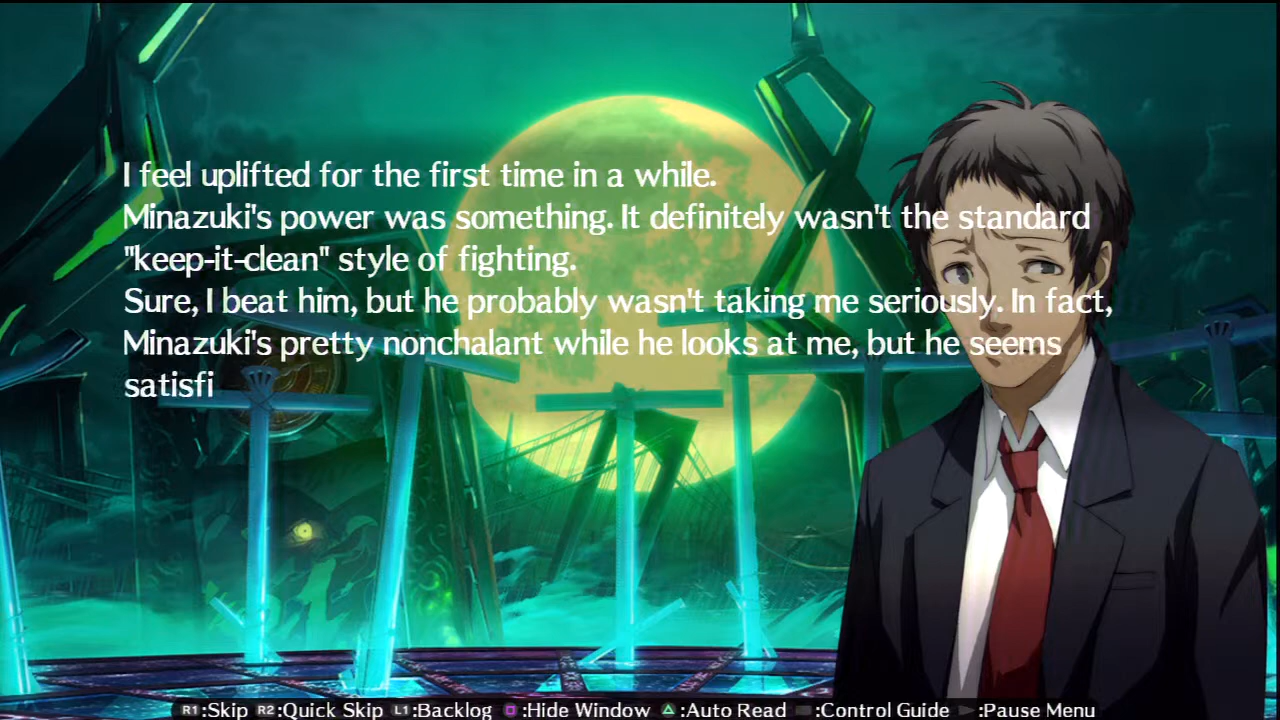 I feel uplifted for the first time in a while.
Minazuki's power was something. It definitely wasn't the standard
"keep-it-clean" style of fighting.
Sure, I beat him, but he probably wasn't taking me seriously. In fact,
Minazuki's pretty nonchalant while he looks at me, but he seems
satisfi
R1:Skip R2:Quick Skip L1:Backlog :Hide Window :Auto Read :Control Guide :Pause Menu